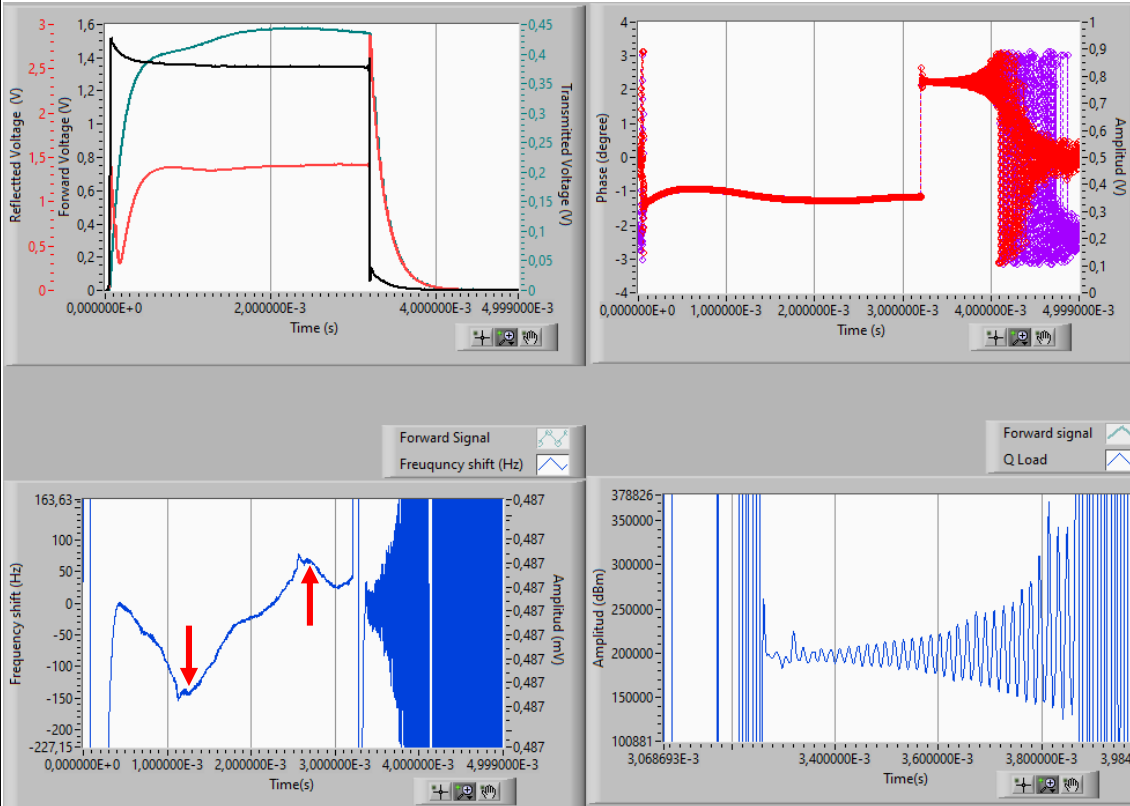 3-
1,6-
0,45
4-
1
2,5-
1,4-
0,4
3-
0,9
0,35
0,8
2-
1,2-
0,3
0,7
2-
1-
1-
0,25
0,6
1,5-
0,8-
0-
0,5
0,2
0,6-
-1-
0,4
1-
0,15
0,3
0,4-
-2-
0,1
0,2
0,5-
0,2-
0,05
-3-
0,1
0-
0-
0
-4-
0
Reflectted Voltage (V)
Forward Voltage (V)
Transmitted Voltage (V)
Phase (degree)
Amplitud (V)
0,000000E+0
2,000000E-3
4,000000E-3
4,999000E-3
0,000000E+0
1,000000E-3
2,000000E-3
3,000000E-3
4,000000E-3
4,999000E-3
Time (s)
Time (s)
Forward Signal
Freuquncy shift (Hz)
Forward signal
Q Load
163,63-
100-
50-
0-
-50-
-100-
-150-
-200-
-227,15-
Frequency shift (Hz)
0,487
0,487
0,487
0,487
0,487
0,487
0,487
0,487
0,487
0,487
0,487
0,487
Amplitud (mV)
0,000000E+0
1,000000E-3
2,000000E-3
3,000000E-3
4,000000E-3
4,999000E-3
Time(s)
378826-
350000-
300000-
250000-
200000-
150000-
100881-
Amplitud (dBm)
3,068693E-3
3,400000E-3
3,600000E-3
3,800000E-3
3,984
Time(s)